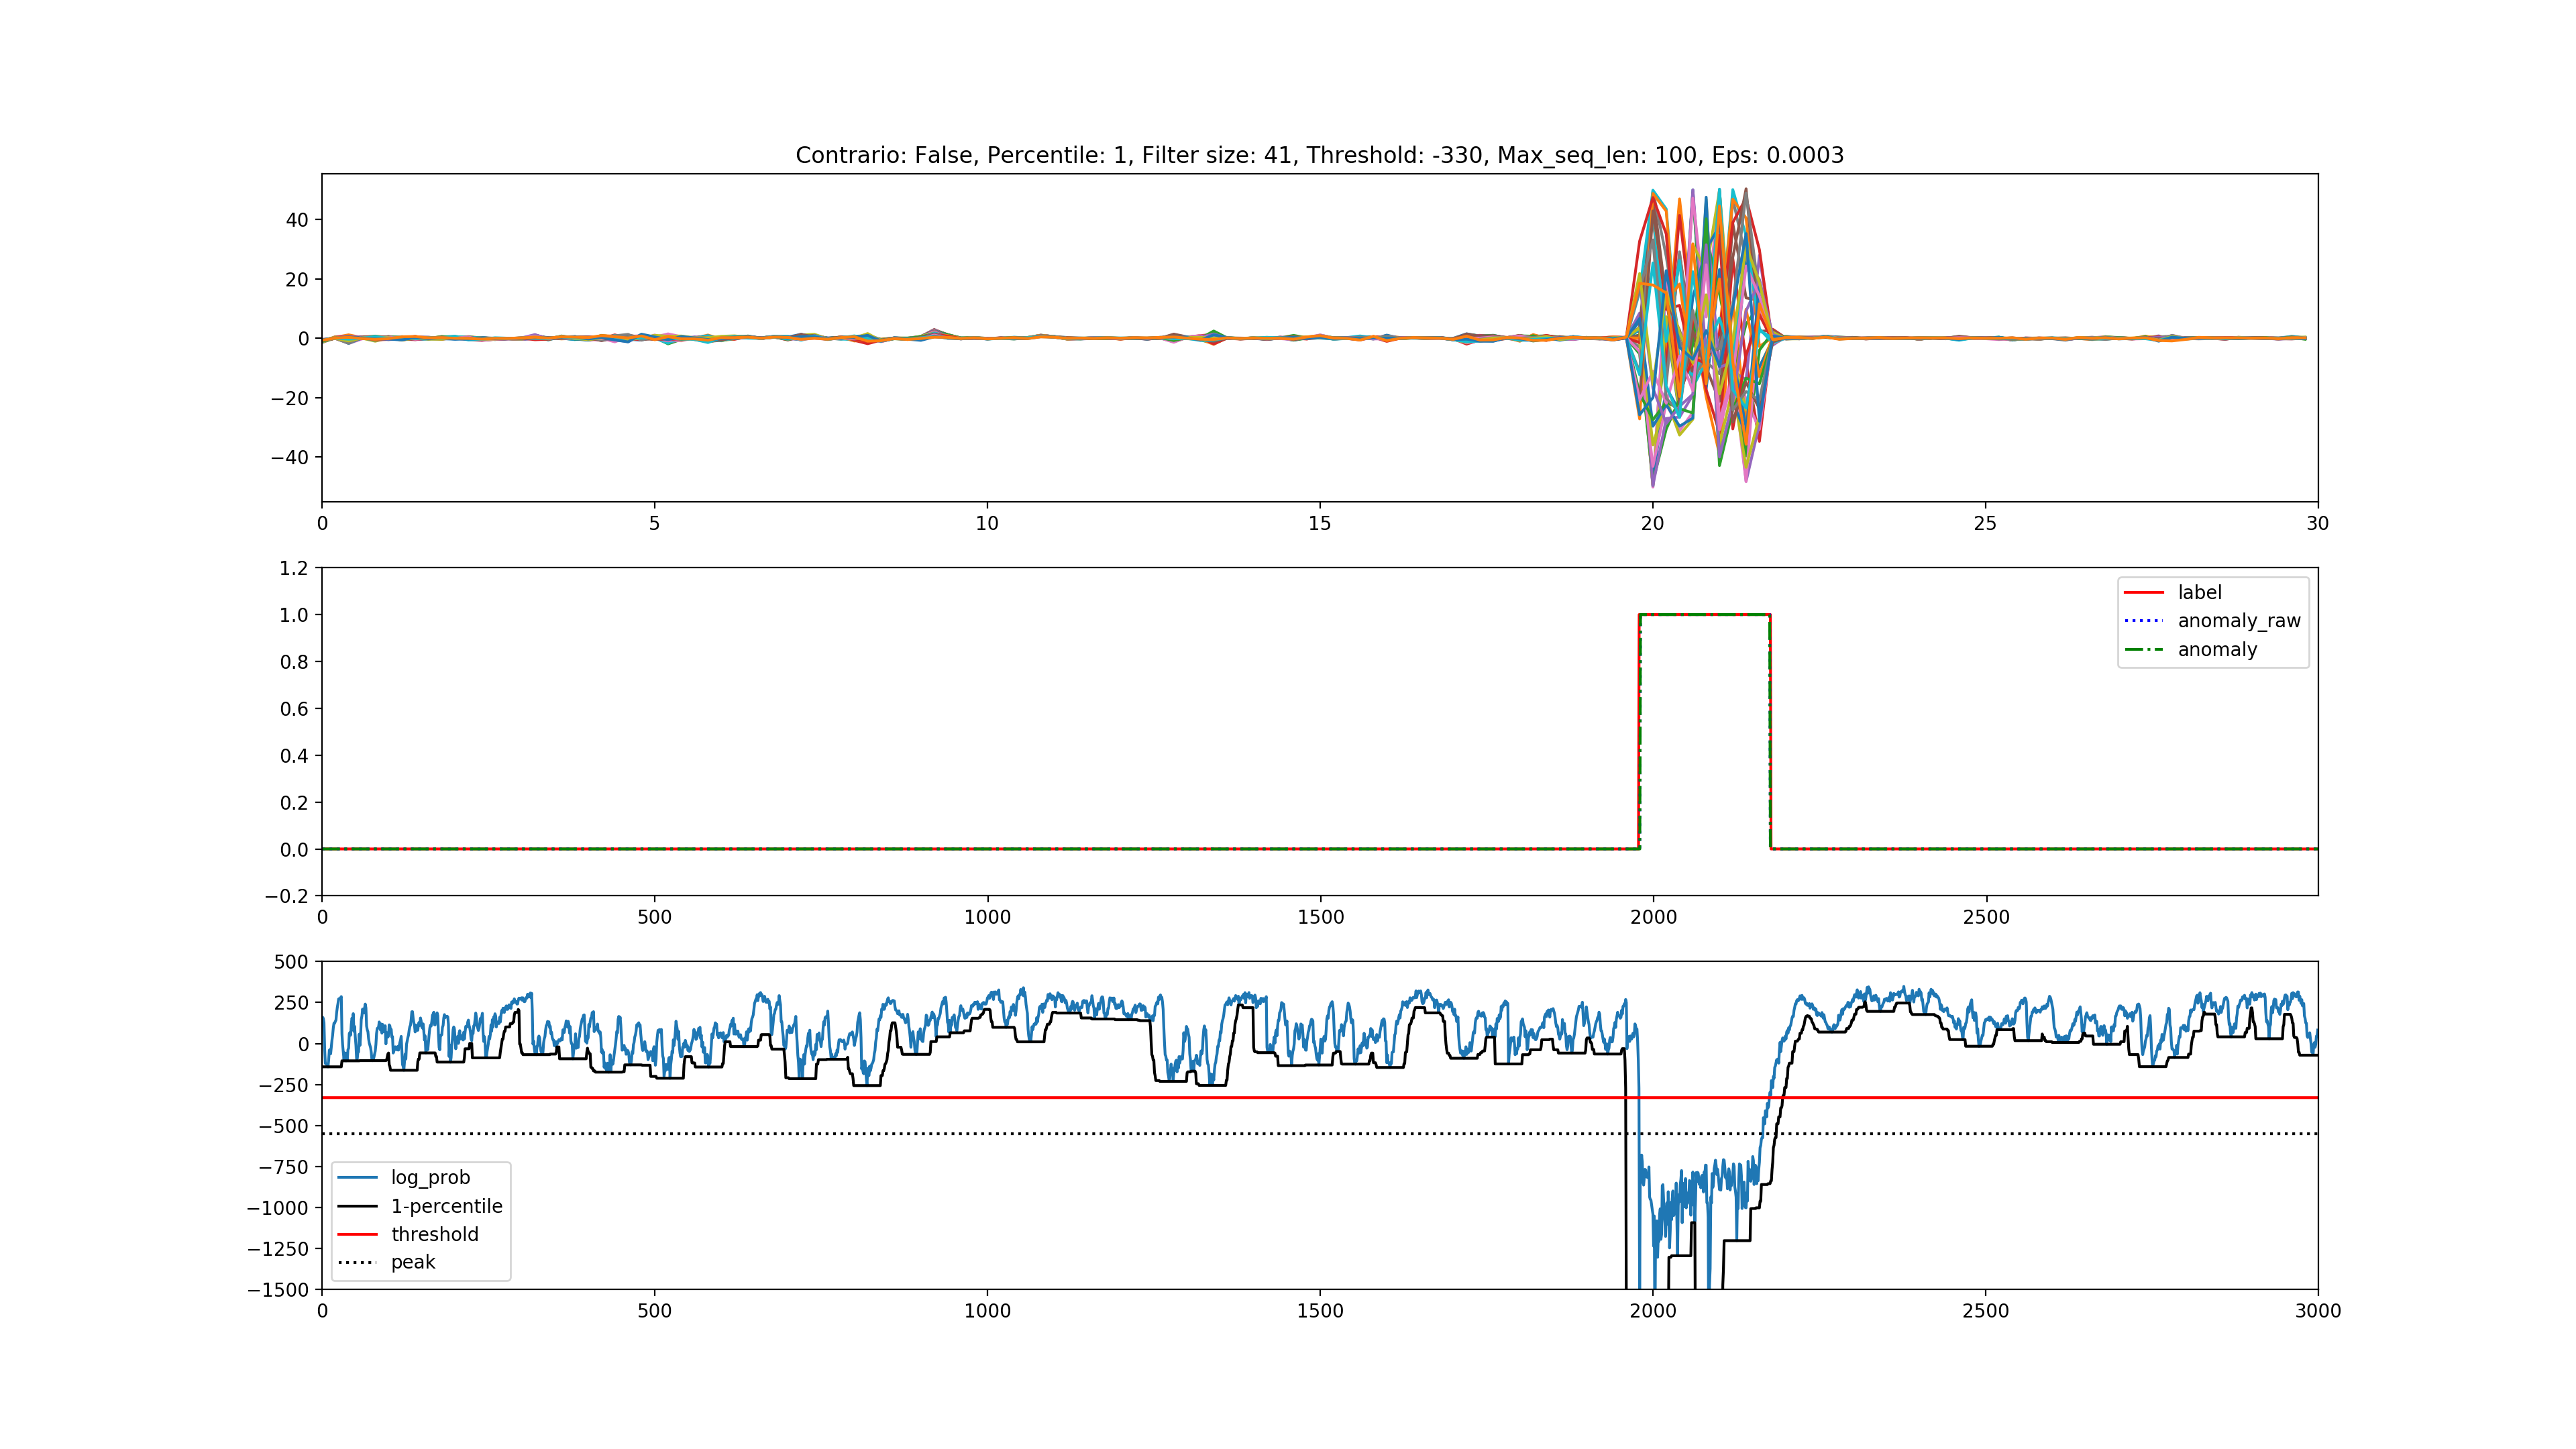 Contrario: False, Percentile: 1, Filter size: 41, Threshold: -330, Max_seq_len: 100, Eps: 0.0003
40
20
0
−20
−40
0 5 10 15 20 25 30
1.2
1.0
0.8
0.6
0.4
0.2
0.0
−0.2
label
anomaly_raw
anomaly
0 500 1000 1500 2000 2500
500
250
0
−250
−500
−750
−1000
−1250
−1500
log_prob
1-percentile
threshold
peak
0 500 1000 1500 2000 2500 3000